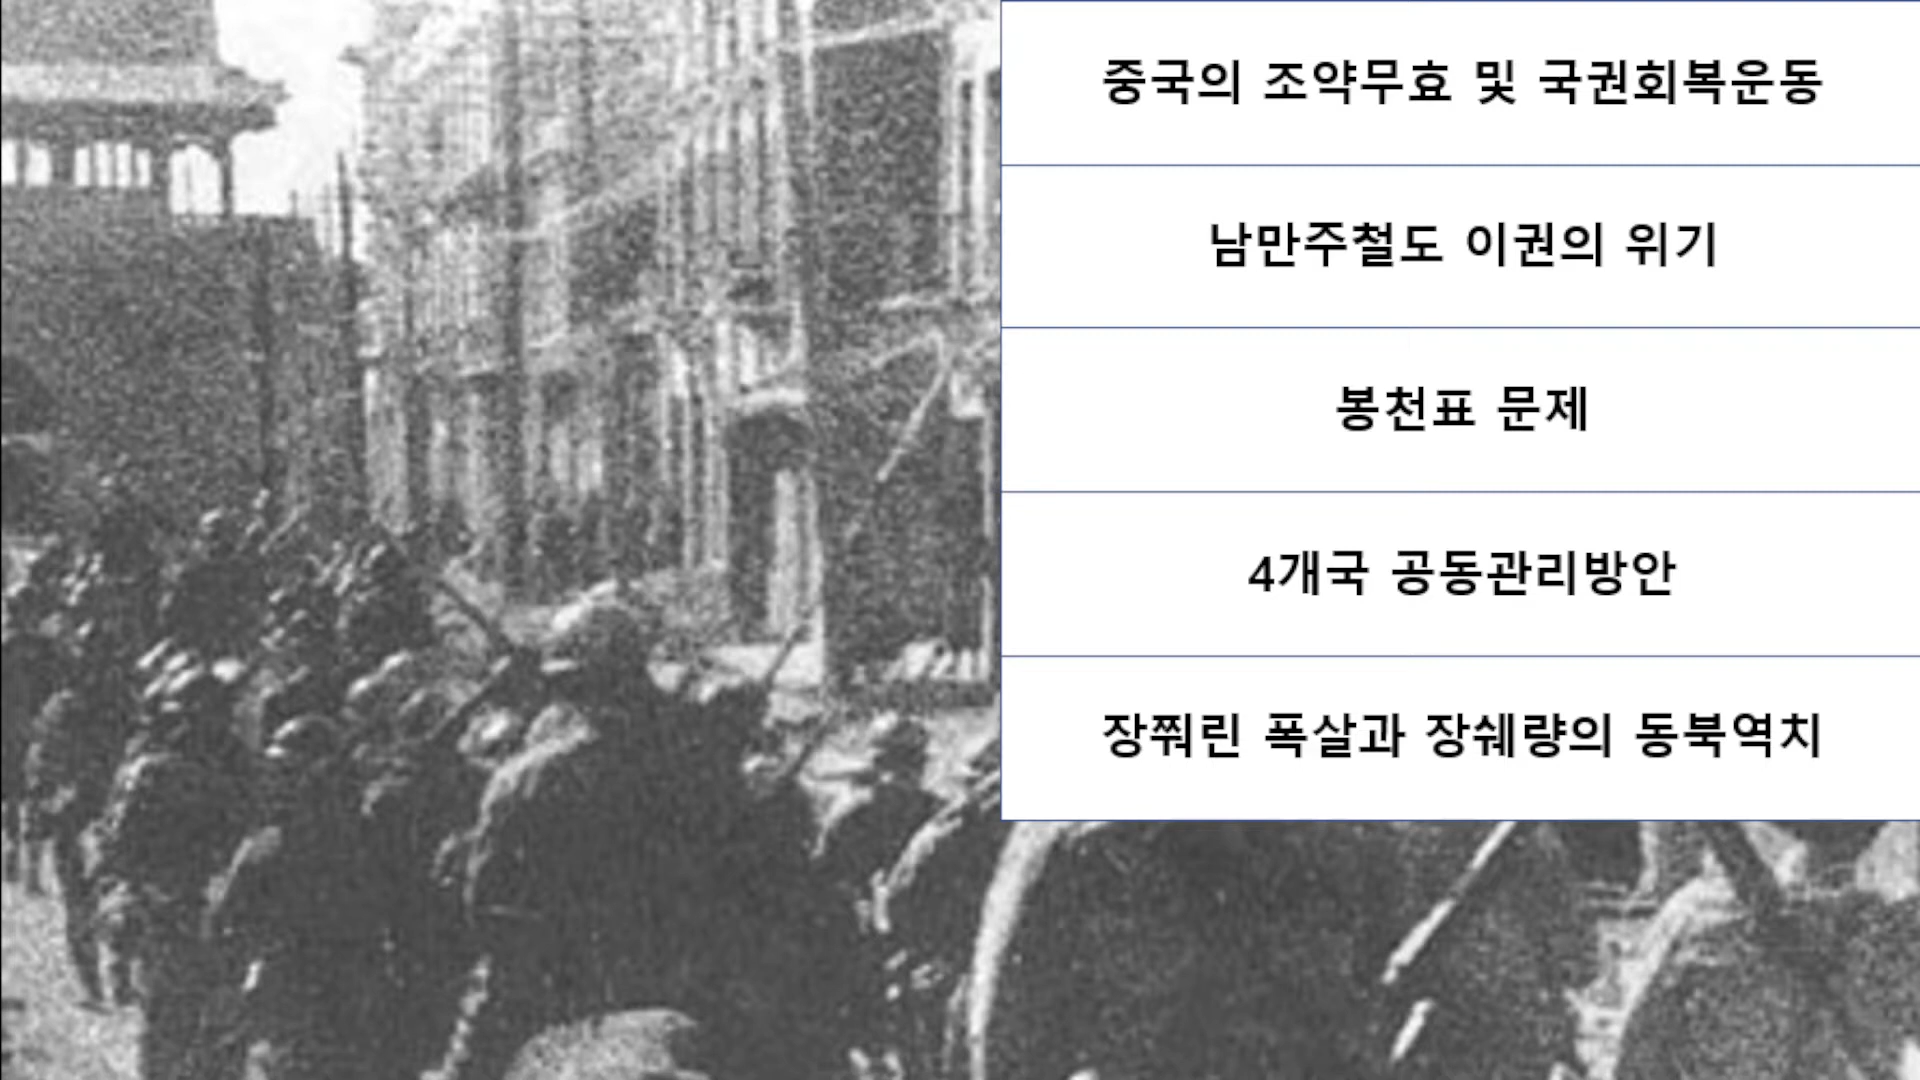 중국의 조약무효 및 국권회복운동
남만주철도 이권의 위기
봉천표 문제
4개국 공동관리방안
장쭤린 폭살과 장쉐량의 동북역치